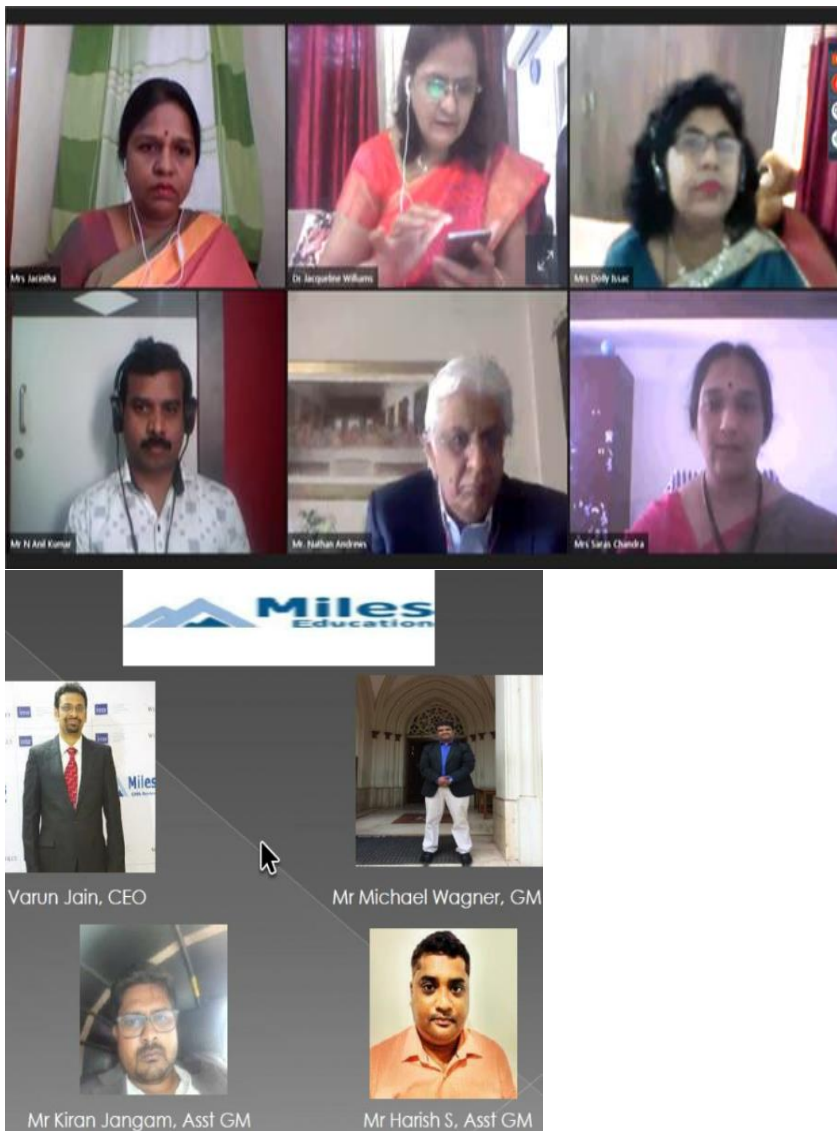 Mrs Jacintha
Dr. Jacqueline Williams
Mrs Dolly Issac
Mr N Anil Kumar
Mr. Nathan Andrews
Mrs Saras Chandra
Miles
Education
Miles
Varun Jain, CEO
Mr Michael Wagner, GM
Mr Kiran Jangam, Asst GM
Mr Harish S, Asst GM